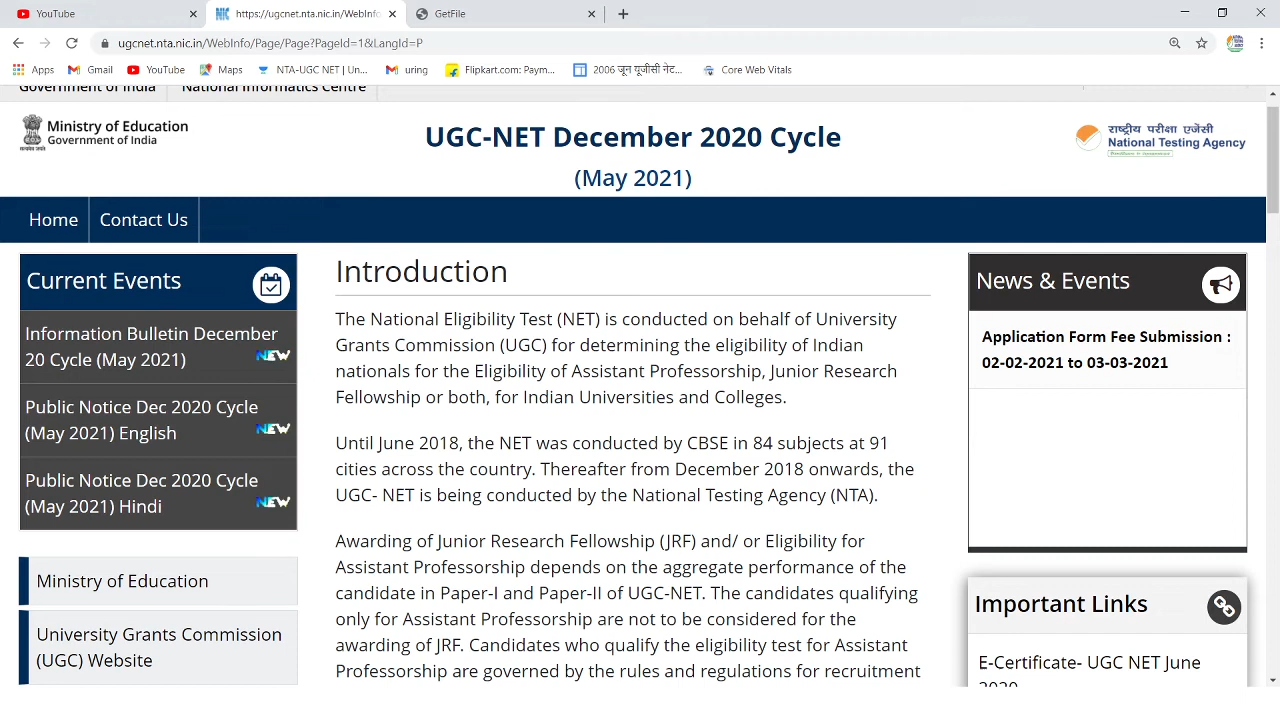 YouTube
https://ugcnet.nta.nic.in/WebInfo
GetFile
ugcnet.nta.nic.in/WebInfo/Page/Page?PageId=1&LangId=P
Apps
Gmail
YouTube
Maps
NTA-UGC NET | Un...
uring
Flipkart.com: Paym...
2006 जून यूजीसी नेट...
Core Web Vitals
Government of India
National Informatics Centre
Ministry of Education
Government of India
सत्यमेव जयते
UGC-NET December 2020 Cycle
(May 2021)
राष्ट्रीय परीक्षा एजेंसी
National Testing Agency
Home
Contact Us
Current Events
Information Bulletin December
20 Cycle (May 2021) NEW
Public Notice Dec 2020 Cycle
(May 2021) English NEW
Public Notice Dec 2020 Cycle
(May 2021) Hindi NEW
Ministry of Education
University Grants Commission
(UGC) Website
Introduction
The National Eligibility Test (NET) is conducted on behalf of University
Grants Commission (UGC) for determining the eligibility of Indian
nationals for the Eligibility of Assistant Professorship, Junior Research
Fellowship or both, for Indian Universities and Colleges.
Until June 2018, the NET was conducted by CBSE in 84 subjects at 91
cities across the country. Thereafter from December 2018 onwards, the
UGC- NET is being conducted by the National Testing Agency (NTA).
Awarding of Junior Research Fellowship (JRF) and/ or Eligibility for
Assistant Professorship depends on the aggregate performance of the
candidate in Paper-I and Paper-II of UGC-NET. The candidates qualifying
only for Assistant Professorship are not to be considered for the
awarding of JRF. Candidates who qualify the eligibility test for Assistant
Professorship are governed by the rules and regulations for recruitment
News & Events
Application Form Fee Submission :
02-02-2021 to 03-03-2021
Important Links
E-Certificate- UGC NET June
2020